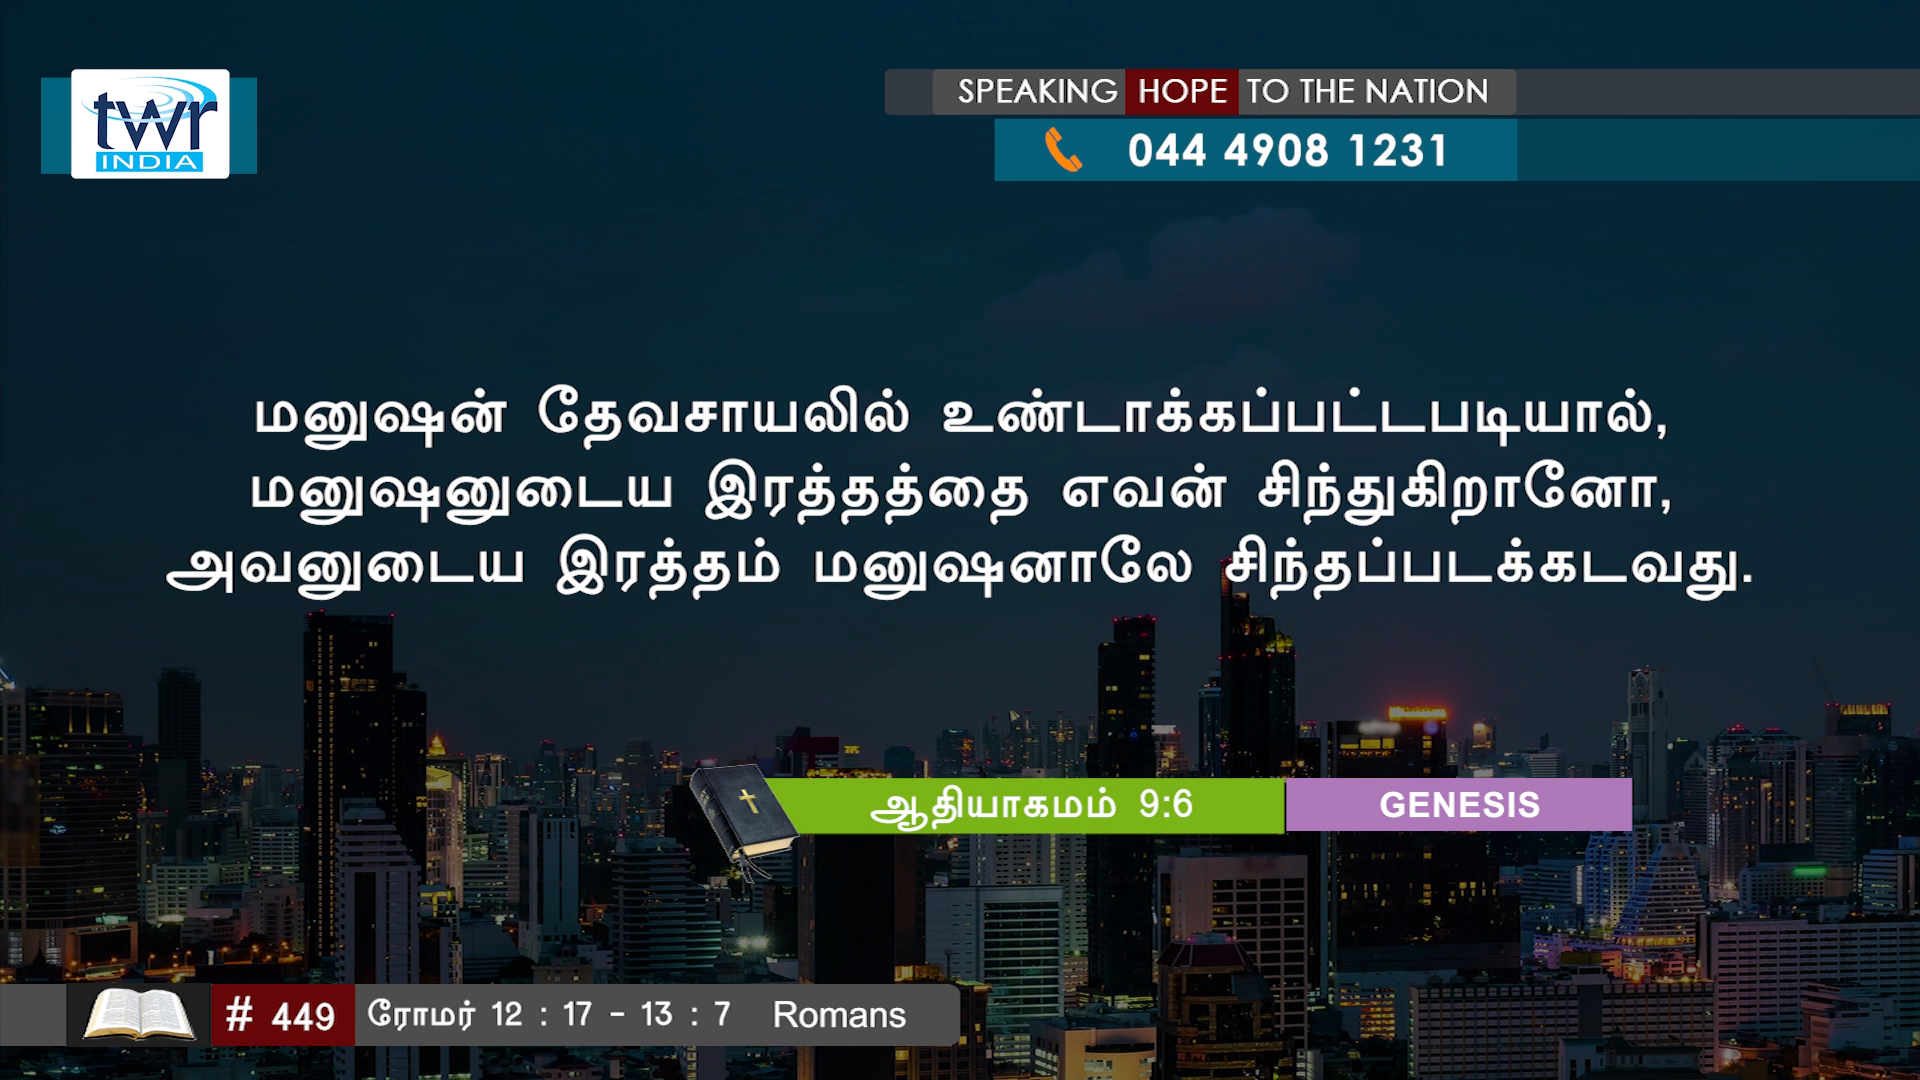 twr
INDIA
SPEAKING HOPE TO THE NATION
044 4908 1231
மனுஷன் தேவசாயலில் உண்டாக்கப்பட்டபடியால்,
மனுஷனுடைய இரத்தத்தை எவன் சிந்துகிறானோ,
அவனுடைய இரத்தம் மனுஷனாலே சிந்தப்படக்கடவது.
ஆதியாகமம் 9:6 GENESIS
# 449 ரோமர் 12 : 17 - 13 : 7 Romans